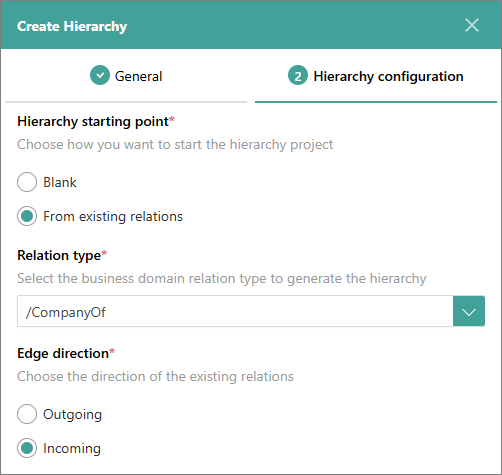 Create Hierarchy
General
2 Hierarchy configuration
Hierarchy starting point*
Choose how you want to start the hierarchy project
Blank
From existing relations
Relation type*
Select the business domain relation type to generate the hierarchy
/CompanyOf
Edge direction*
Choose the direction of the existing relations
Outgoing
Incoming